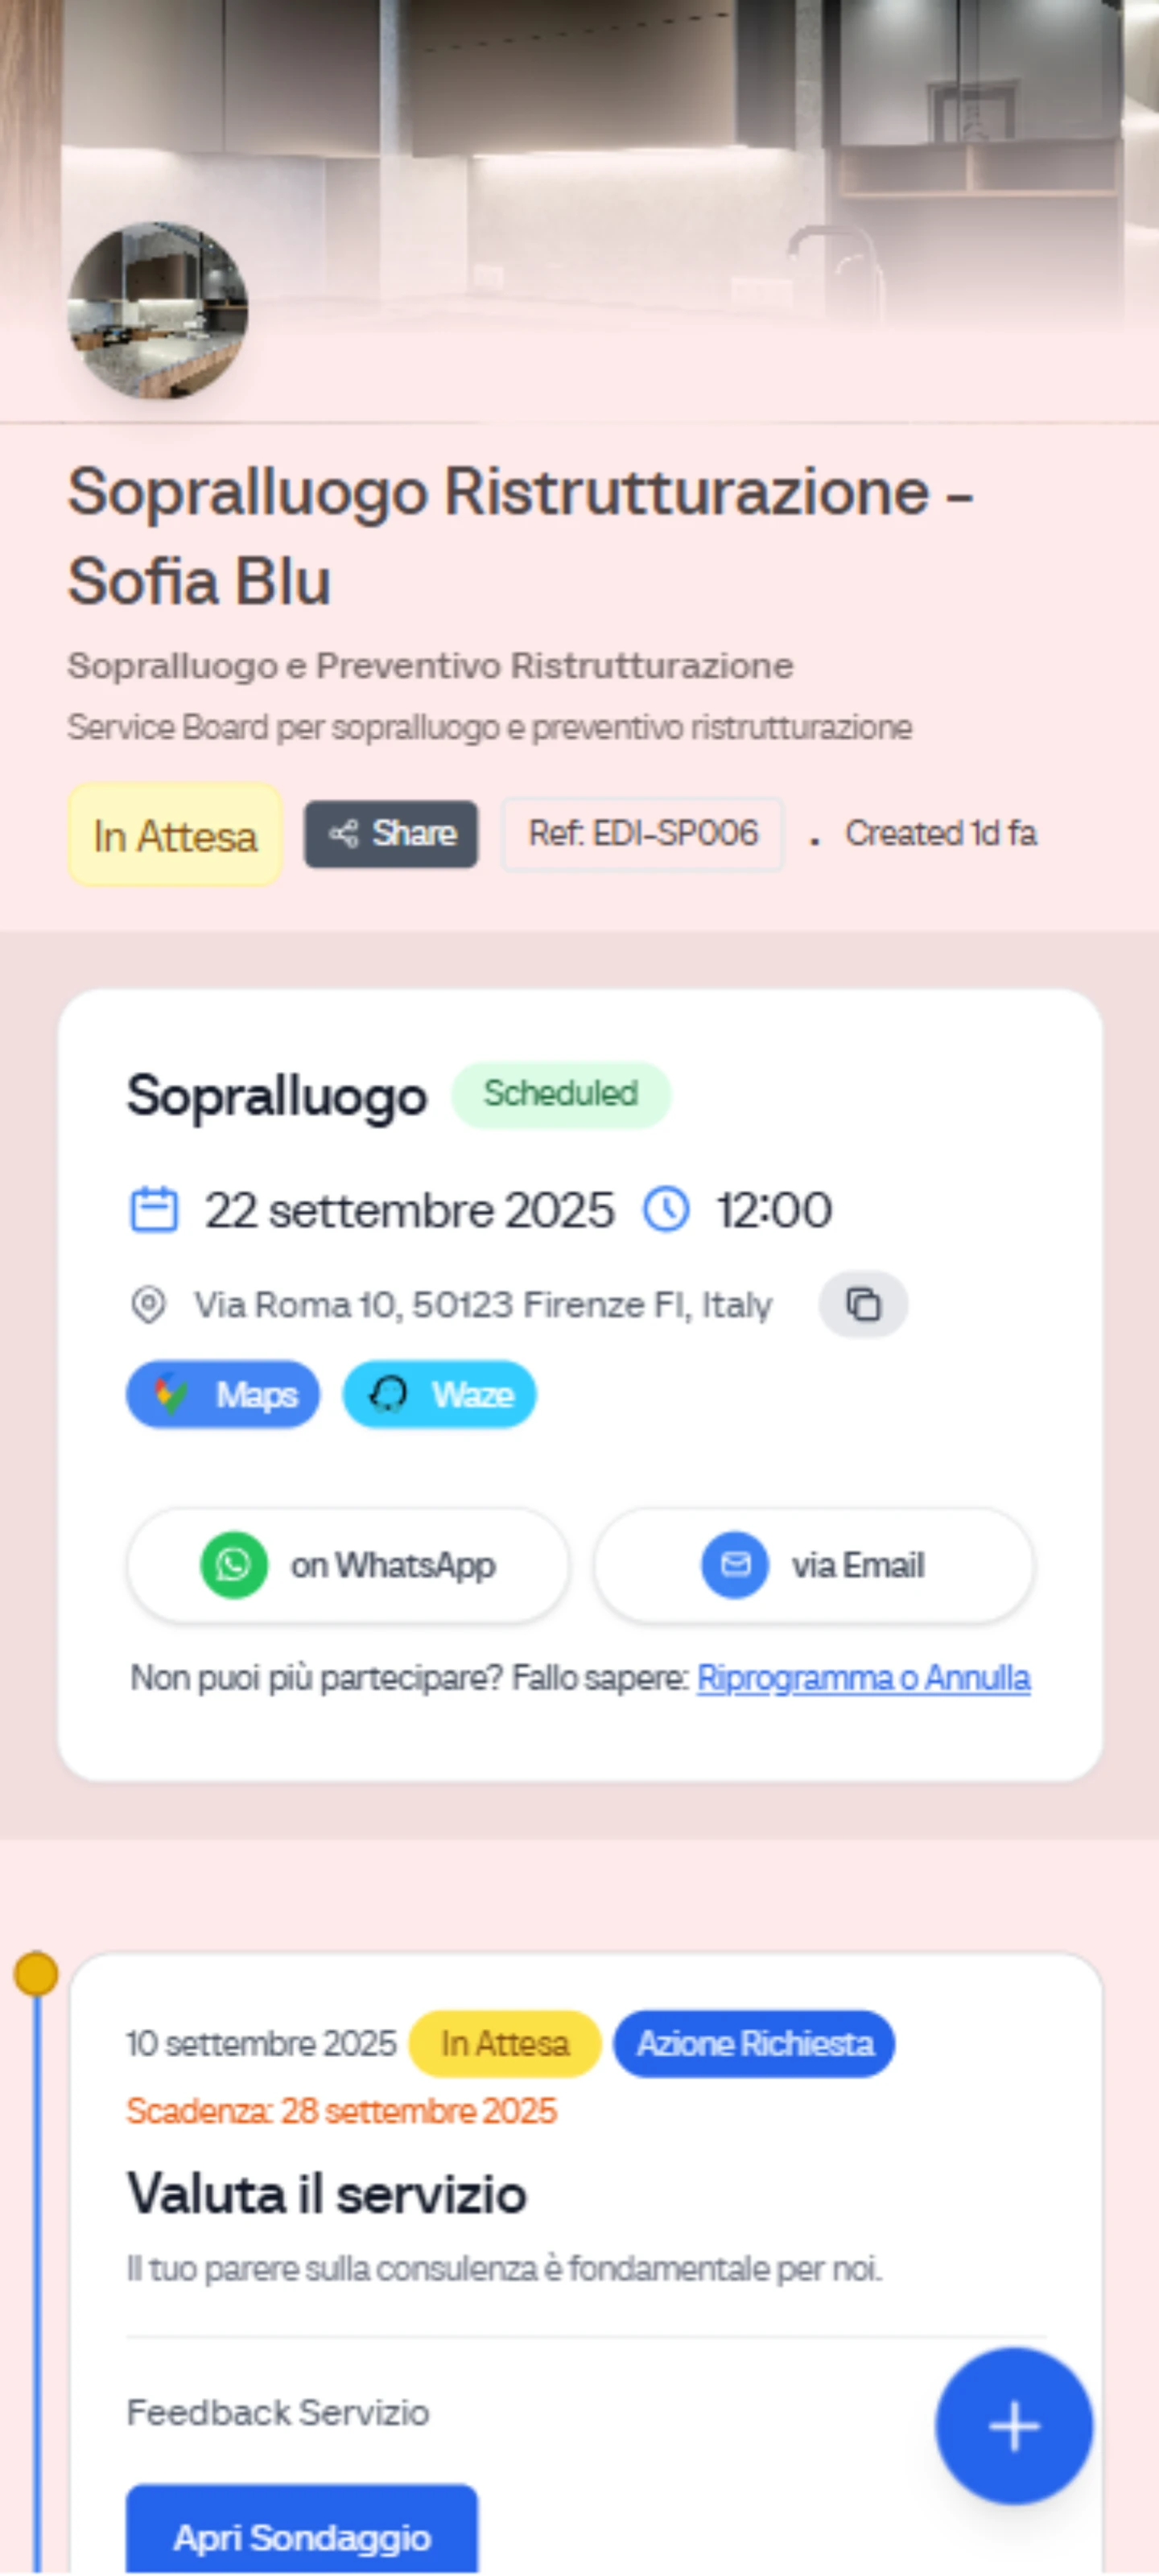 Sopralluogo Ristrutturazione –
Sofia Blu
Sopralluogo e Preventivo Ristrutturazione
Service Board per sopralluogo e preventivo ristrutturazione
In Attesa Share Ref: EDI-SP006 . Created 1d fa
Sopralluogo Scheduled
22 settembre 2025 12:00
Via Roma 10, 50123 Firenze FI, Italy
Maps Waze
on WhatsApp via Email
Non puoi più partecipare? Fallo sapere: Riprogramma o Annulla
10 settembre 2025 In Attesa Azione Richiesta
Scadenza: 28 settembre 2025
Valuta il servizio
Il tuo parere sulla consulenza è fondamentale per noi.
Feedback Servizio
Apri Sondaggio